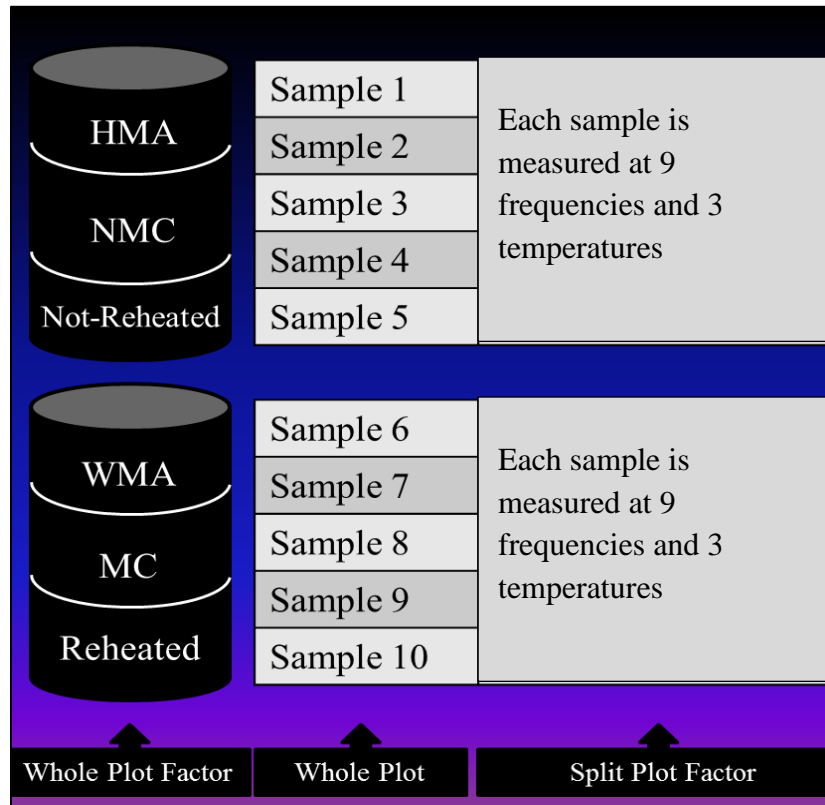 HMA
NMC
Not-Reheated
Sample 1
Sample 2
Sample 3
Sample 4
Sample 5
Each sample is
measured at 9
frequencies and 3
temperatures
WMA
MC
Reheated
Sample 6
Sample 7
Sample 8
Sample 9
Sample 10
Each sample is
measured at 9
frequencies and 3
temperatures
Whole Plot Factor
Whole Plot
Split Plot Factor